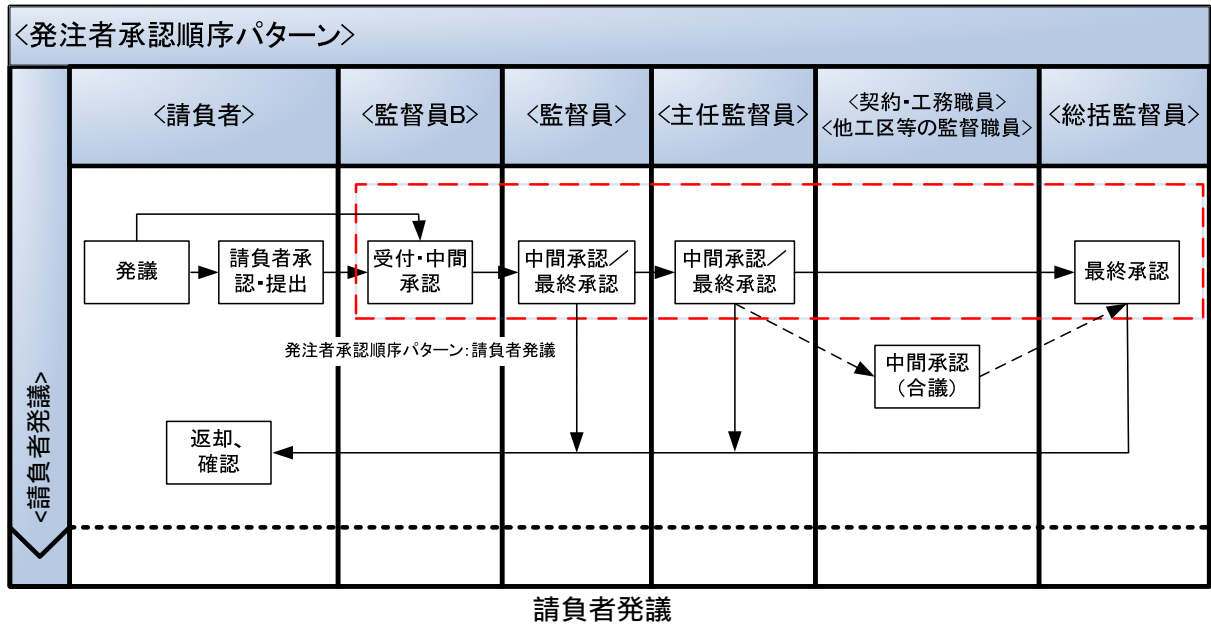 <発注者承認順序パターン>
<請負者>
<監督員B>
<監督員>
<主任監督員>
<契約・工務職員>
<他工区等の監督職員>
<総括監督員>
発議
請負者承
認・提出
受付・中間
承認
中間承認／
最終承認
中間承認／
最終承認
最終承認
発注者承認順序パターン:請負者発議
中間承認
（合議）
返却、
確認
<請負者発議>
請負者発議